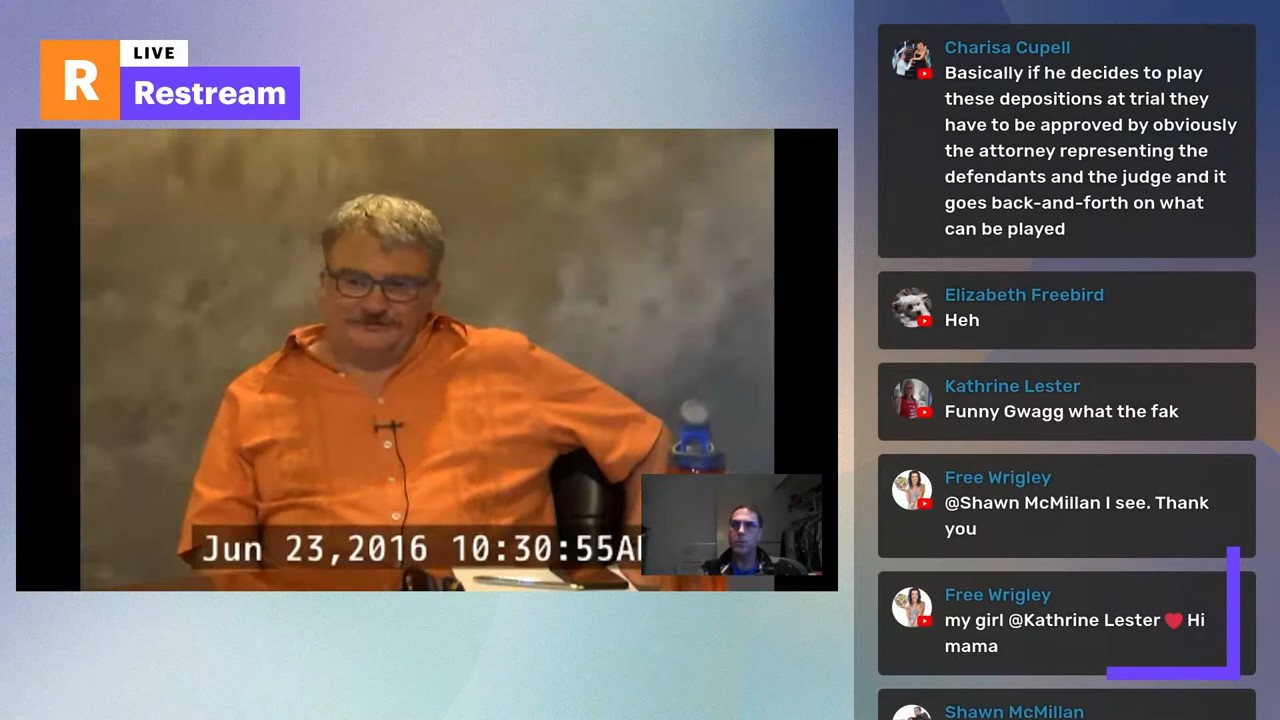 R
LIVE
Restream
Jun 23,2016 10:30:55A
Charisa Cupell
Basically if he decides to play
these depositions at trial they
have to be approved by obviously
the attorney representing the
defendants and the judge and it
goes back-and-forth on what
can be played
Elizabeth Freebird
Heh
Kathrine Lester
Funny Gwagg what the fak
Free Wrigley
@Shawn McMillan I see. Thank
you
Free Wrigley
my girl @Kathrine Lester ❤️ Hi
mama
Shawn McMillan